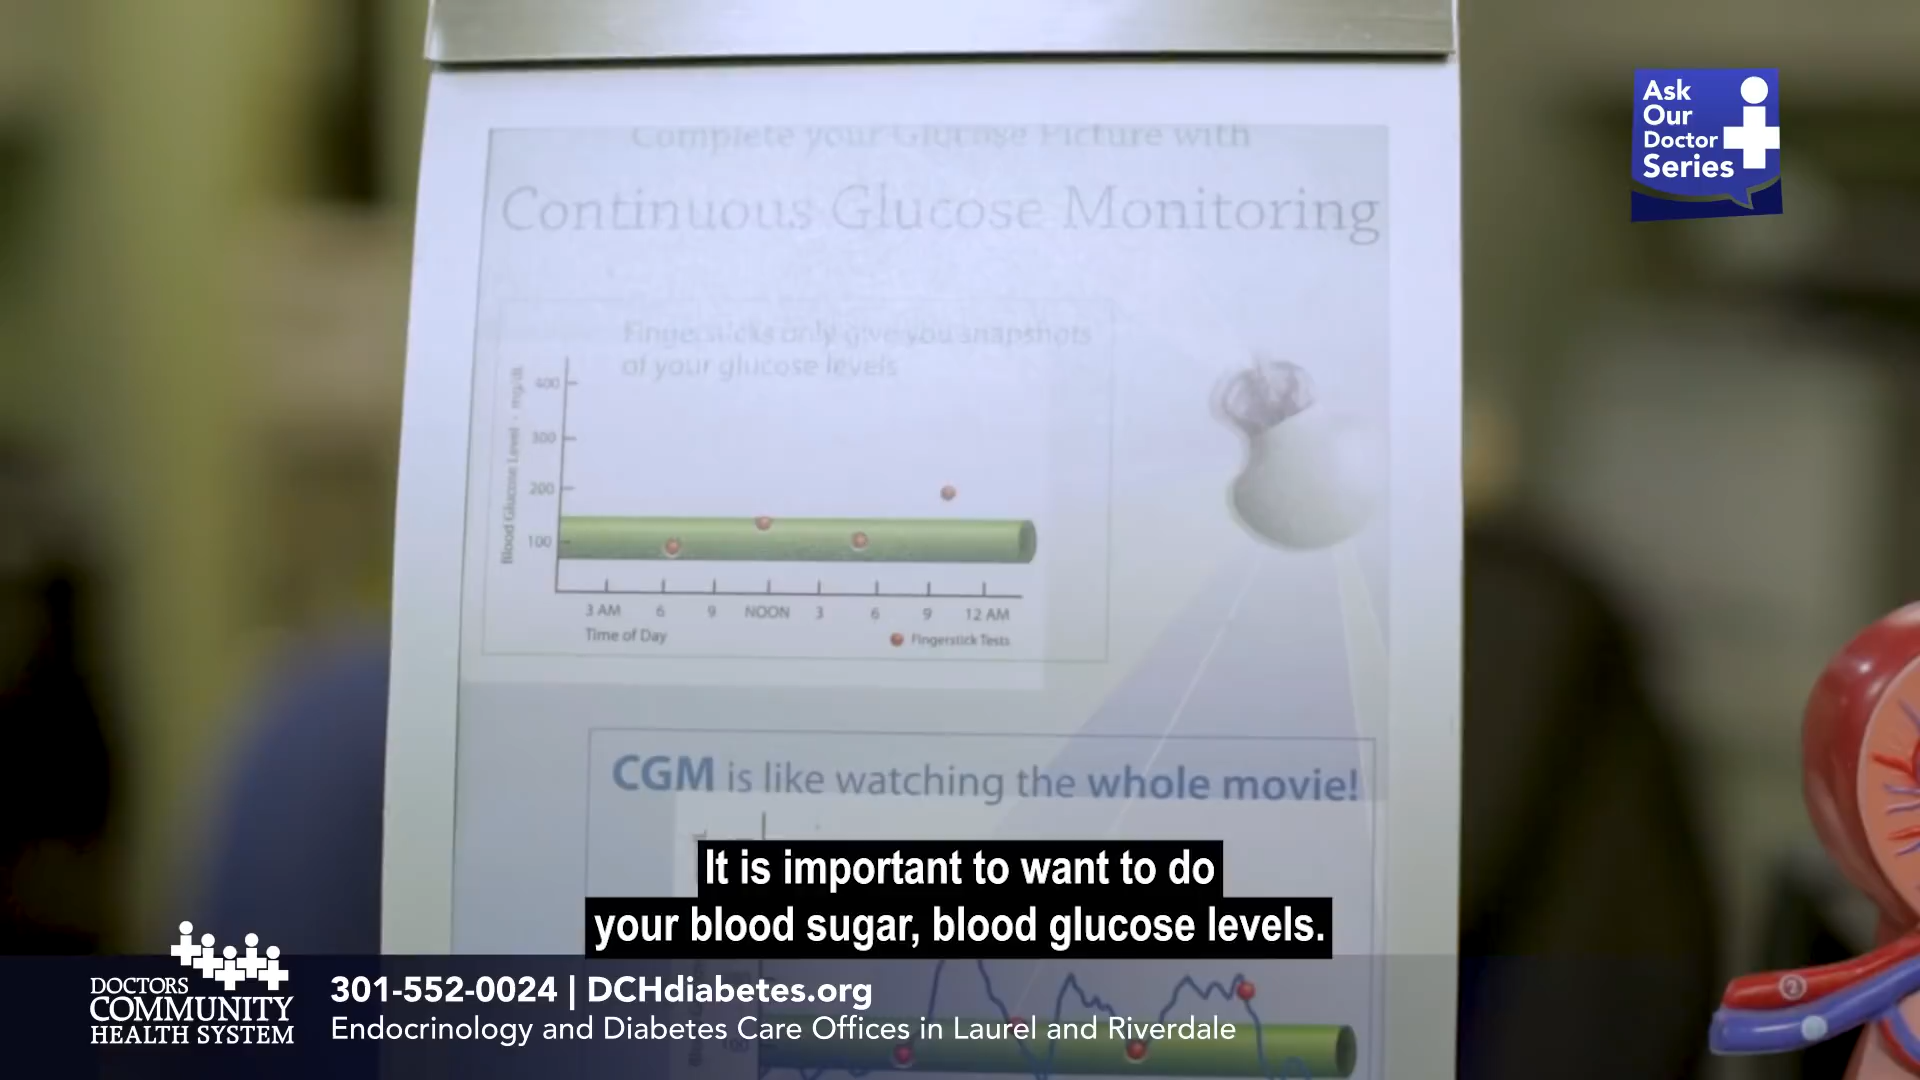 Ask
Our
Doctor
Series
Complete your Glucose Picture with
Continuous Glucose Monitoring
Fingersticks only give you snapshots
of your glucose levels
Blood Glucose Level - mg/dL
400
300
200
100
3 AM 6 9 NOON 3 6 9 12 AM
Time of Day
Fingerstick Tests
CGM is like watching the whole movie!
It is important to want to do
your blood sugar, blood glucose levels.
100
2
DOCTORS
COMMUNITY
HEALTH SYSTEM
301-552-0024 | DCHdiabetes.org
Endocrinology and Diabetes Care Offices in Laurel and Riverdale